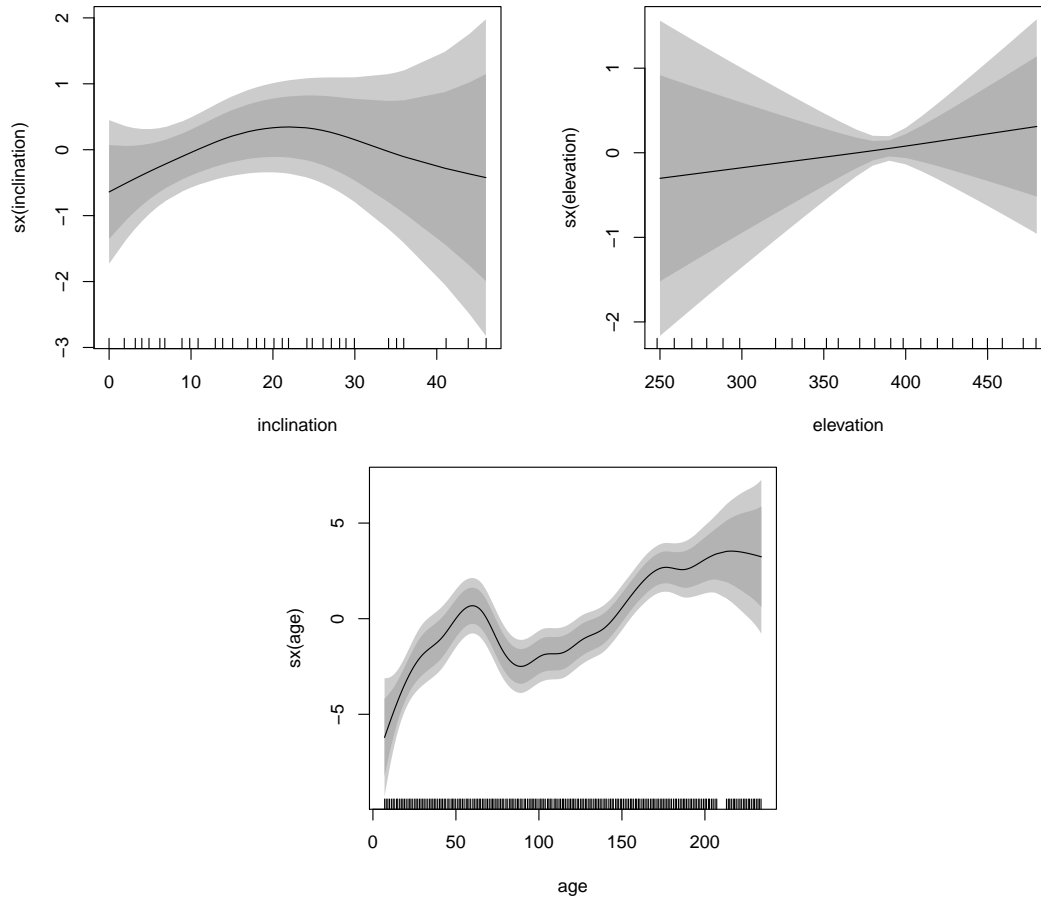 2
1
0
−1
−2
−3
sx(inclination)
0 10 20 30 40
inclination
1
0
−1
−2
sx(elevation)
250 300 350 400 450
elevation
5
0
−5
sx(age)
0 50 100 150 200
age